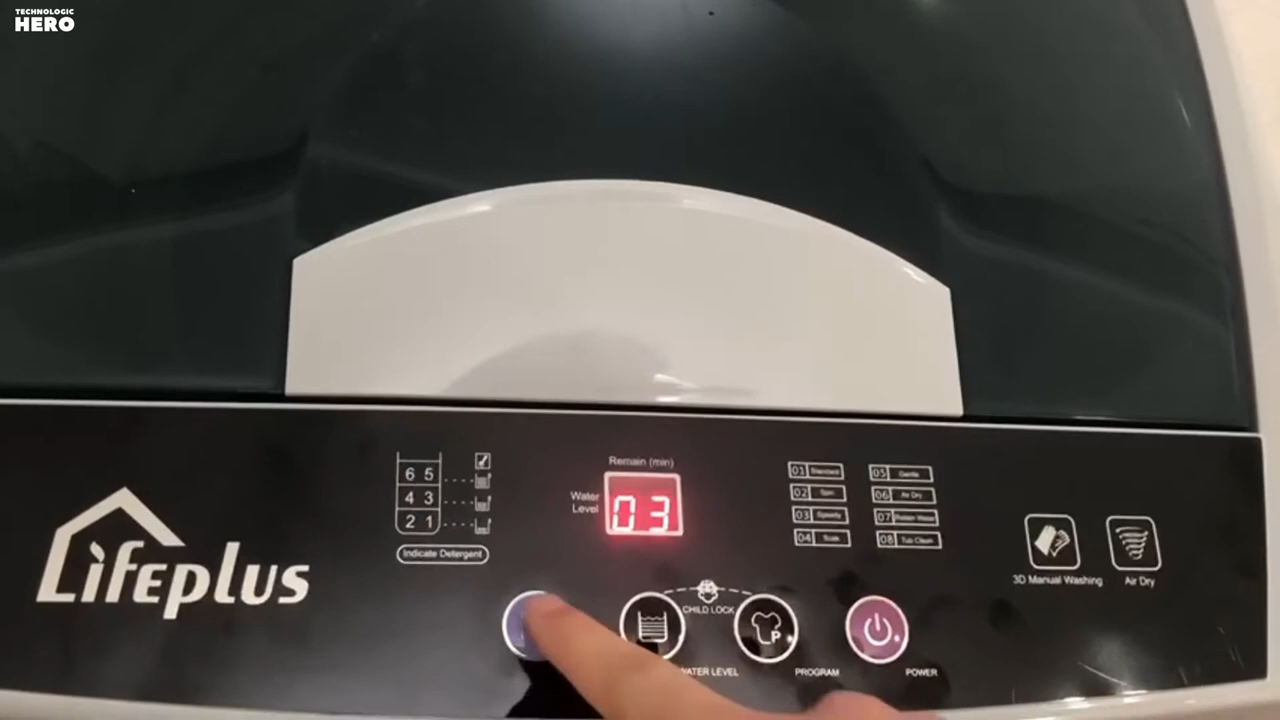 TECHNOLOGIC
HERO
Lifeplus
6 5
4 3
2 1
Indicate Detergent
Remain (min)
Water
Level
03
01 Standard
02 Spin
03 Speedy
04 Soak
05 Gentle
06 Air Dry
07 Retain Water
08 Tub Clean
3D Manual Washing
Air Dry
CHILD LOCK
WATER LEVEL
P
PROGRAM
POWER